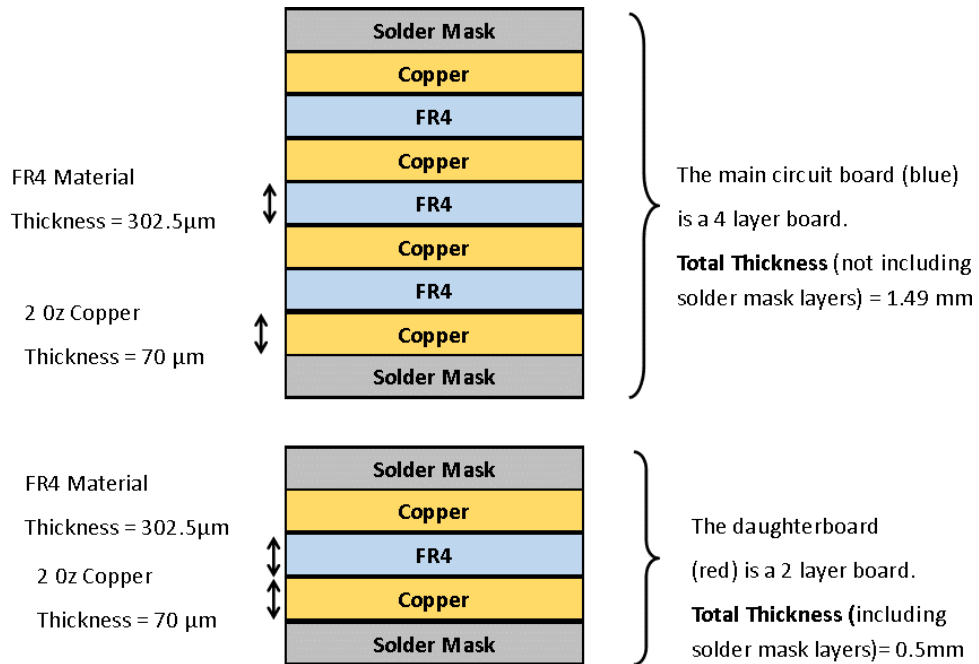 Solder Mask
Copper
FR4
Copper
FR4
Copper
FR4
Copper
Solder Mask
FR4 Material
Thickness = 302.5µm
2 0z Copper
Thickness = 70 µm
The main circuit board (blue)
is a 4 layer board.
Total Thickness (not including
solder mask layers) = 1.49 mm
Solder Mask
Copper
FR4
Copper
Solder Mask
FR4 Material
Thickness = 302.5µm
2 0z Copper
Thickness = 70 µm
The daughterboard
(red) is a 2 layer board.
Total Thickness (including
solder mask layers)= 0.5mm